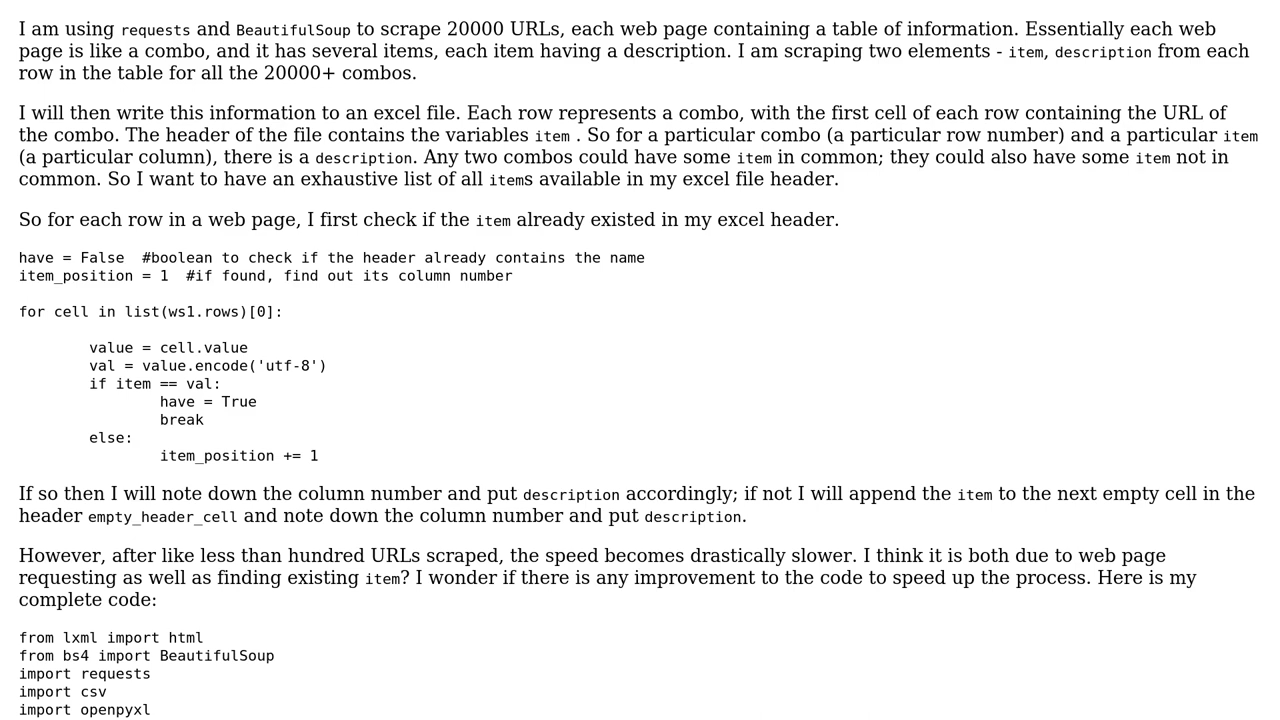 I am using requests and BeautifulSoup to scrape 20000 URLs, each web page containing a table of information. Essentially each web
page is like a combo, and it has several items, each item having a description. I am scraping two elements - item, description from each
row in the table for all the 20000+ combos.
I will then write this information to an excel file. Each row represents a combo, with the first cell of each row containing the URL of
the combo. The header of the file contains the variables item . So for a particular combo (a particular row number) and a particular item
(a particular column), there is a description. Any two combos could have some item in common; they could also have some item not in
common. So I want to have an exhaustive list of all items available in my excel file header.
So for each row in a web page, I first check if the item already existed in my excel header.
have = False  #boolean to check if the header already contains the name
item_position = 1  #if found, find out its column number
for cell in list(ws1.rows)[0]:
        value = cell.value
        val = value.encode('utf-8')
        if item == val:
                have = True
                break
        else:
                item_position += 1
If so then I will note down the column number and put description accordingly; if not I will append the item to the next empty cell in the
header empty_header_cell and note down the column number and put description.
However, after like less than hundred URLs scraped, the speed becomes drastically slower. I think it is both due to web page
requesting as well as finding existing item? I wonder if there is any improvement to the code to speed up the process. Here is my
complete code:
from lxml import html
from bs4 import BeautifulSoup
import requests
import csv
import openpyxl